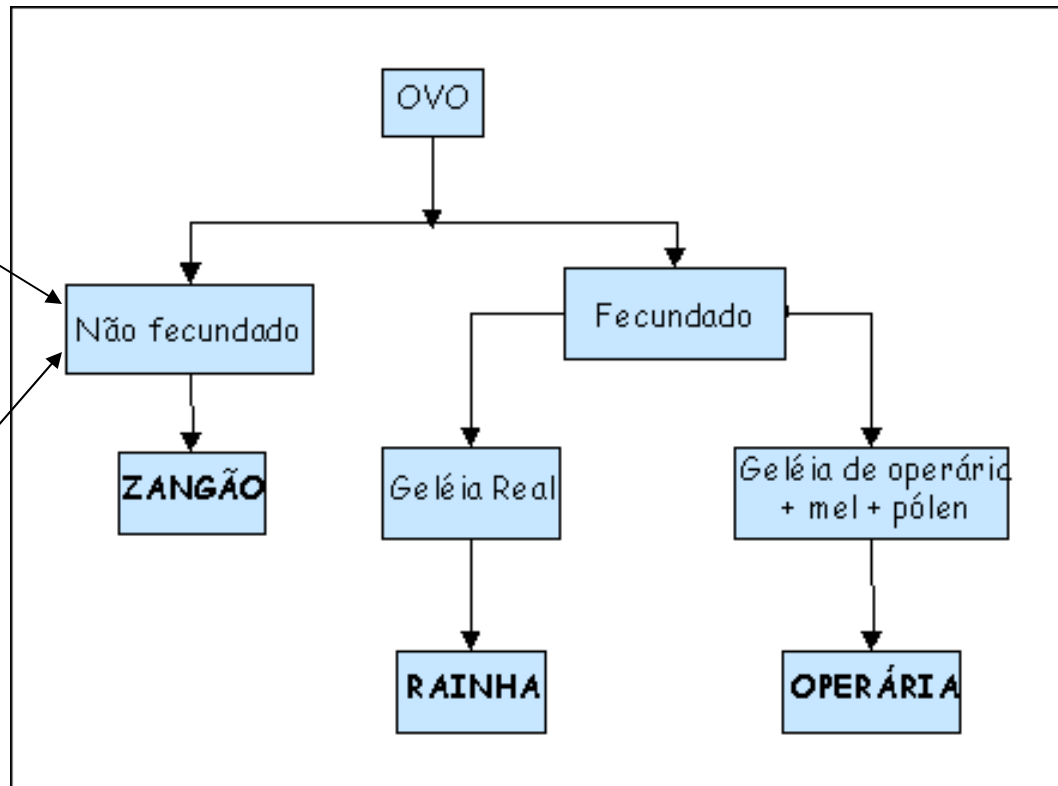 OVO
Não fecundado
Fecundado
ZANGÃO
Geléia Real
Geléia de operária
+ mel + pólen
RAINHA
OPERÁRIA